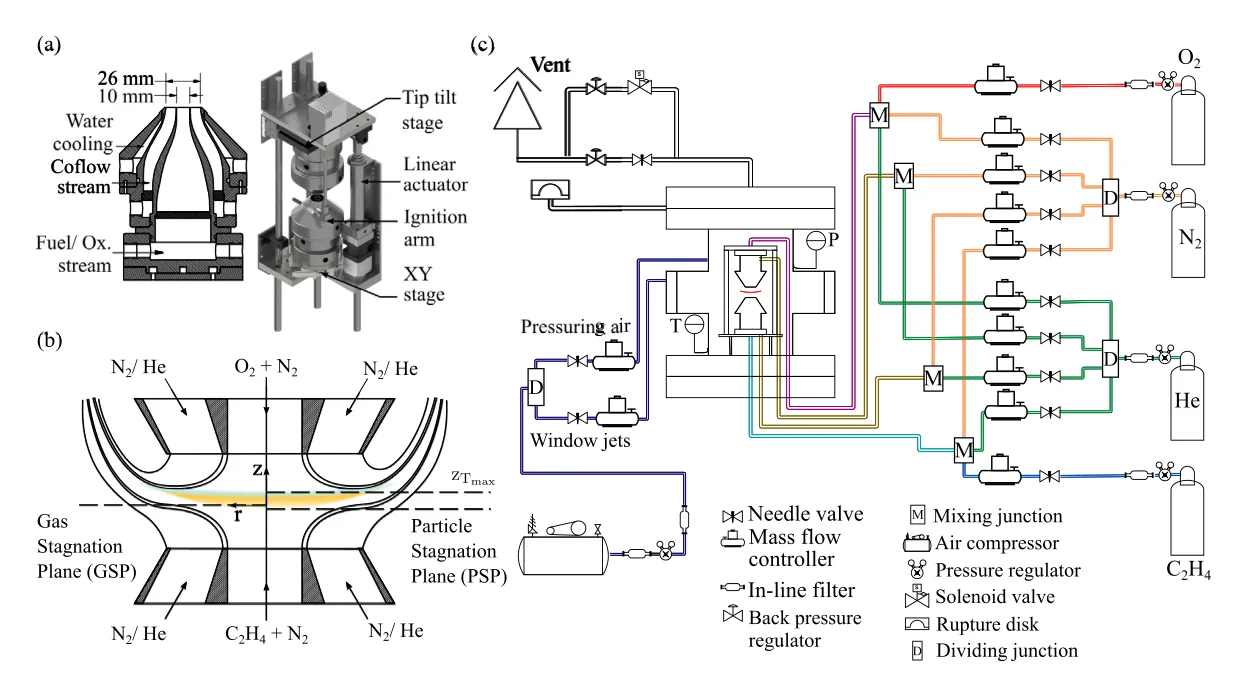 (a)
26 mm
10 mm
Water
cooling
Coflow
stream
Fuel/ Ox.
stream
Tip tilt
stage
Linear
actuator
Ignition
arm
XY
stage
(b)
N₂/ He
O₂ + N₂
N₂/ He
z
z_Tmax
r
Gas
Stagnation
Plane (GSP)
Particle
Stagnation
Plane (PSP)
N₂/ He
C₂H₄ + N₂
N₂/ He
(c)
Vent
S
P
T
Pressuring air
D
Window jets
M
M
M
M
D
D
O₂
N₂
He
C₂H₄
Needle valve
Mass flow
controller
In-line filter
Back pressure
regulator
M Mixing junction
Air compressor
Pressure regulator
S Solenoid valve
Rupture disk
D Dividing junction